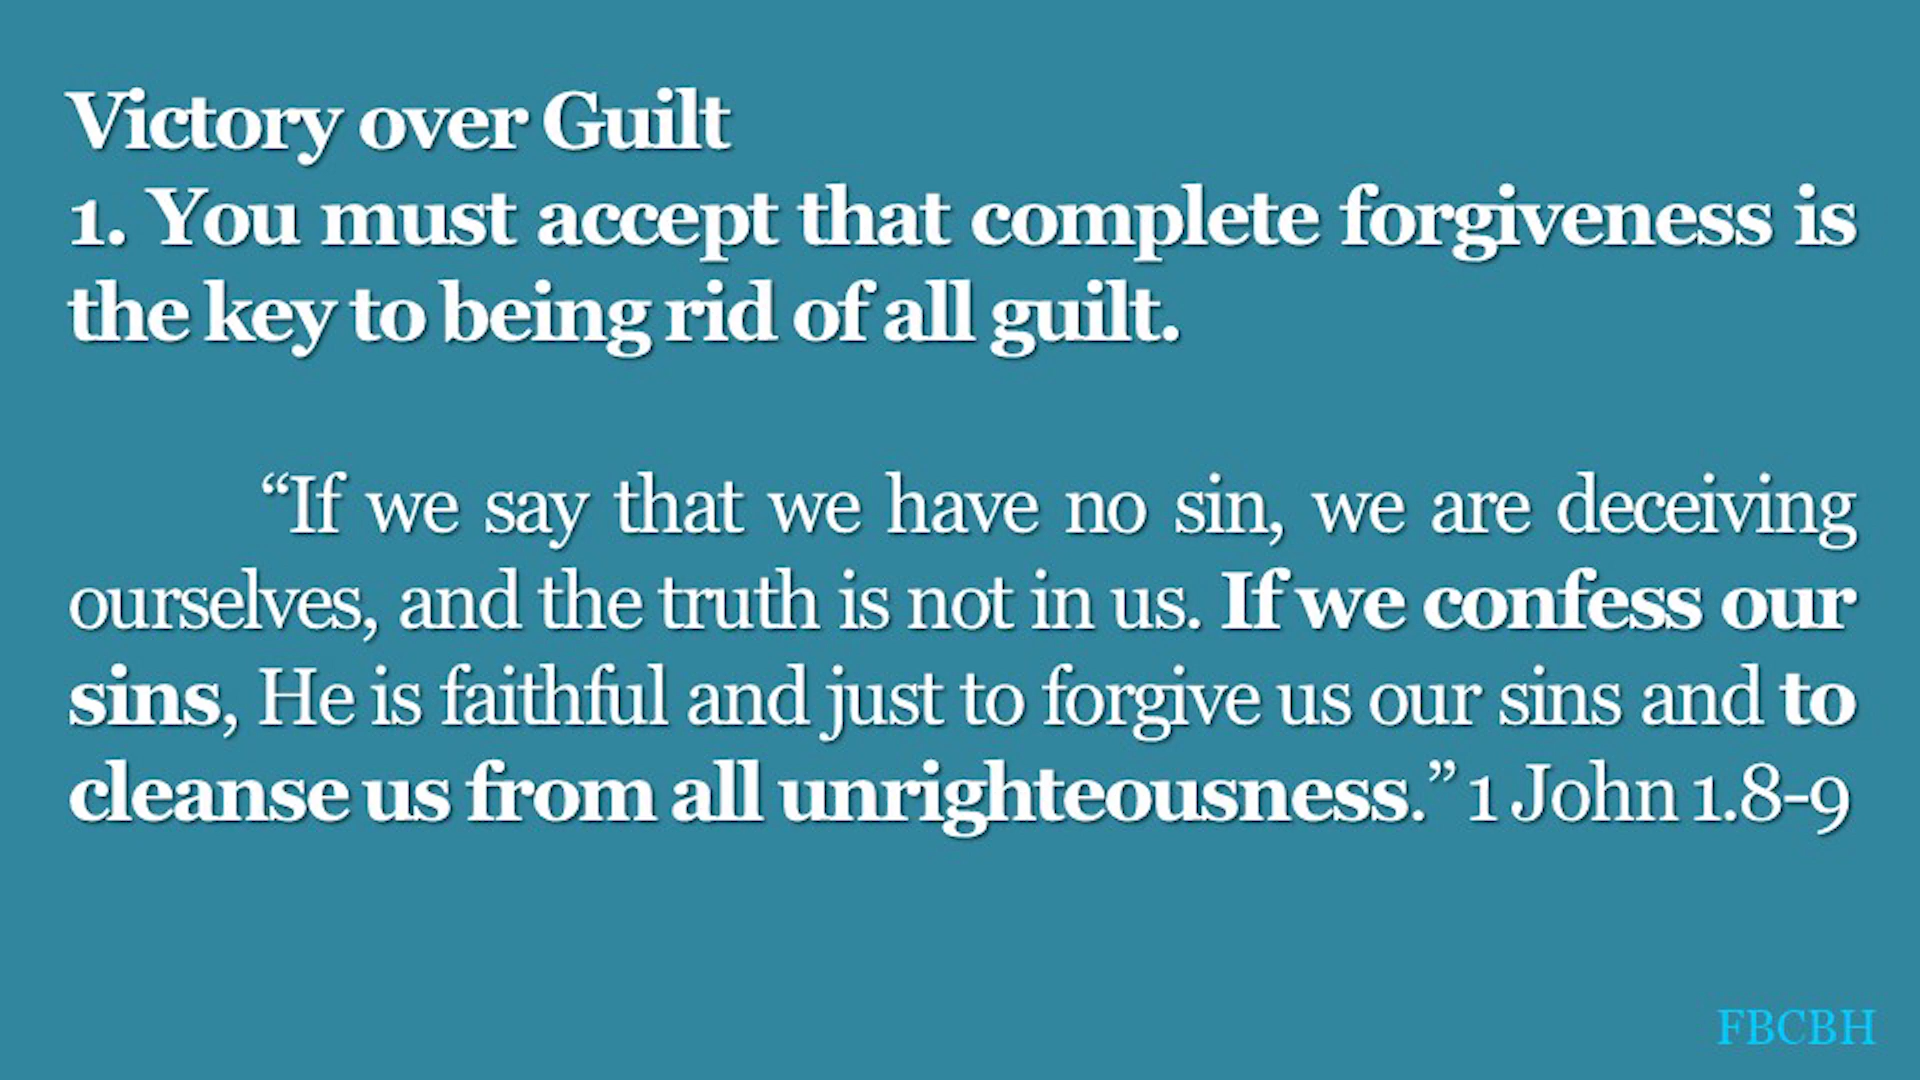 Victory over Guilt
1. You must accept that complete forgiveness is
the key to being rid of all guilt.
“If we say that we have no sin, we are deceiving
ourselves, and the truth is not in us. If we confess our
sins, He is faithful and just to forgive us our sins and to
cleanse us from all unrighteousness.” 1 John 1.8-9
FBCBH